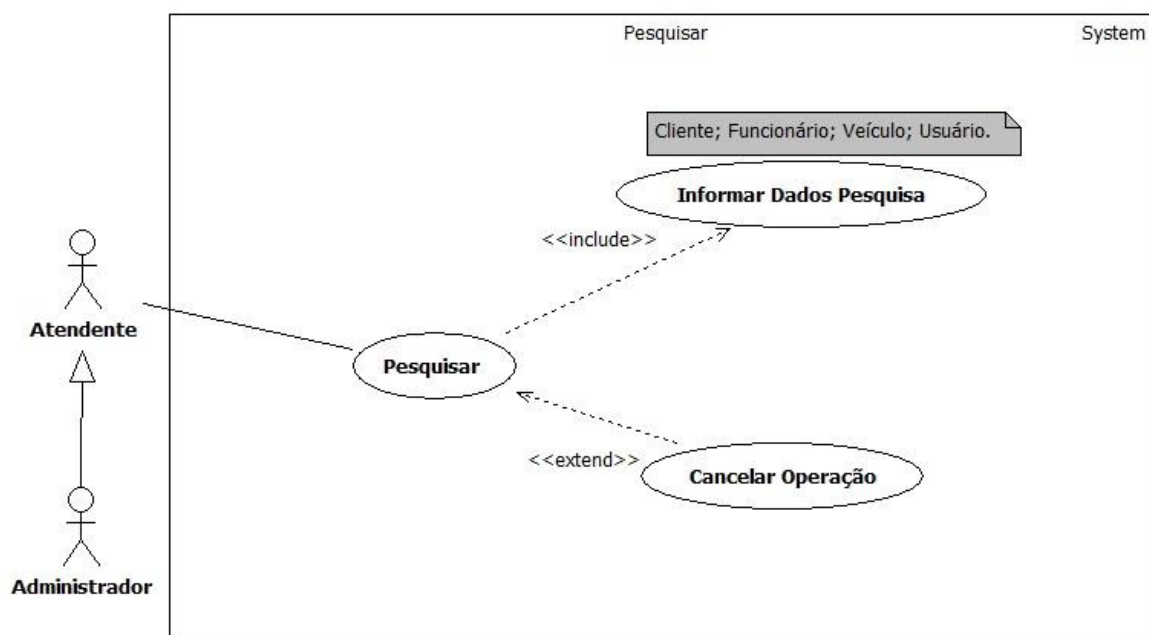 Pesquisar
System
Cliente; Funcionário; Veículo; Usuário.
Informar Dados Pesquisa
<<include>>
Atendente
Pesquisar
<<extend>>
Cancelar Operação
Administrador